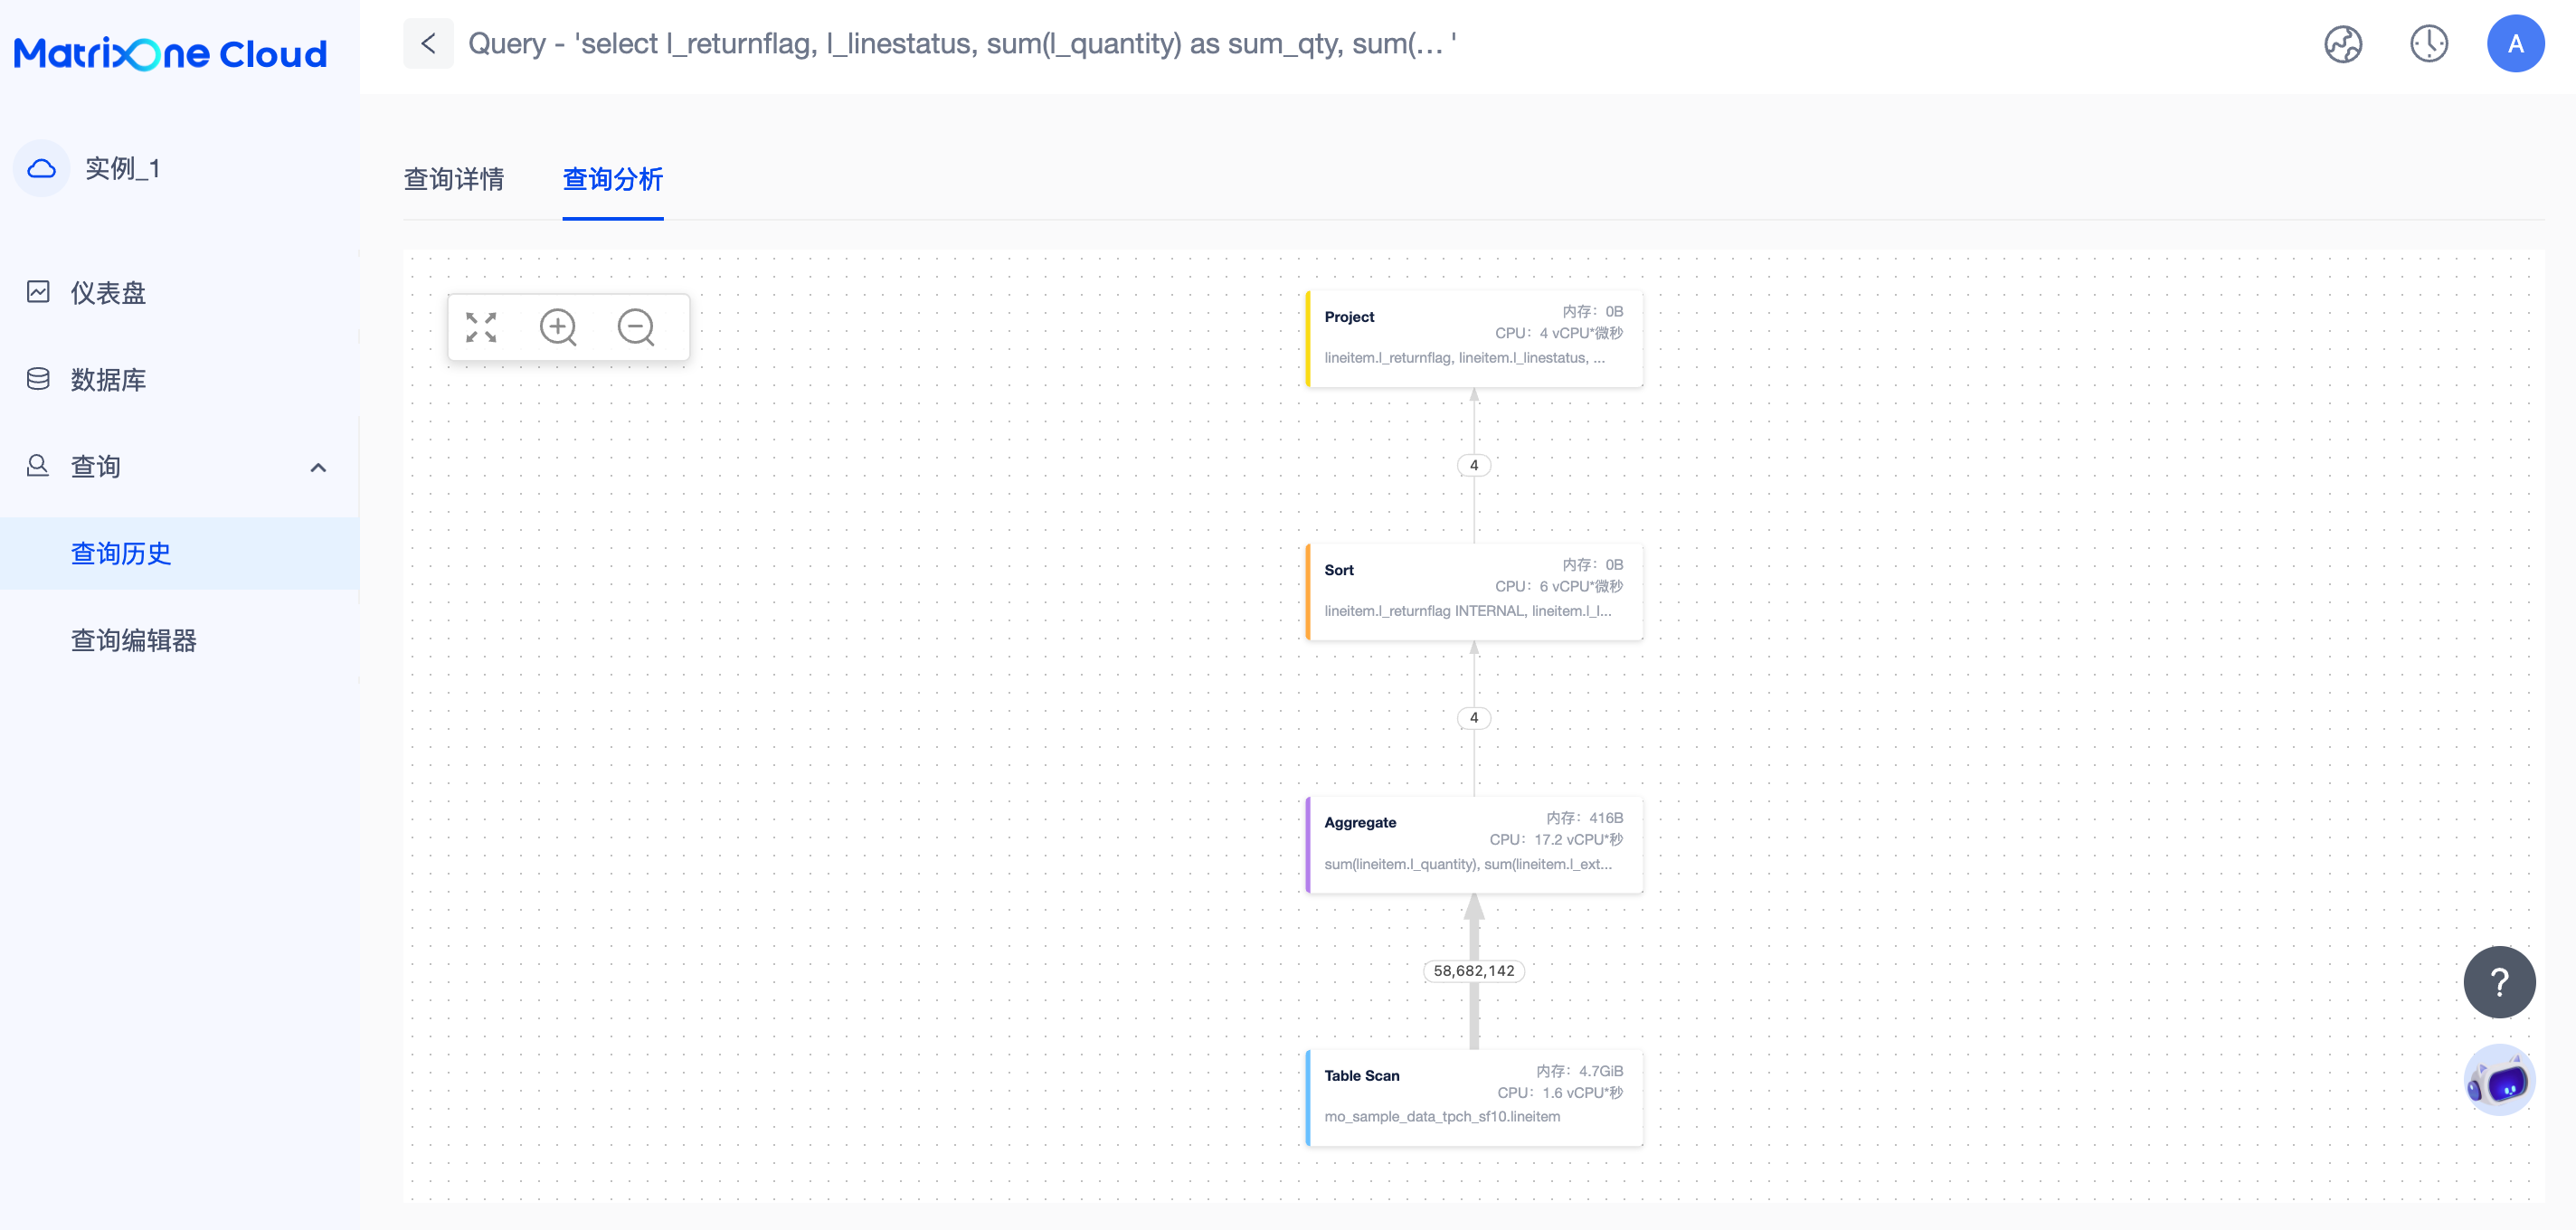 MatrixOne Cloud
Query - 'select l_returnflag, l_linestatus, sum(l_quantity) as sum_qty, sum(... '
A
实例_1
查询详情
查询分析
仪表盘
数据库
查询
查询历史
查询编辑器
Project
内存：0B
CPU：4 vCPU*微秒
lineitem.l_returnflag, lineitem.l_linestatus, ...
4
Sort
内存：0B
CPU：6 vCPU*微秒
lineitem.l_returnflag INTERNAL, lineitem.l_l...
4
Aggregate
内存：416B
CPU：17.2 vCPU*秒
sum(lineitem.l_quantity), sum(lineitem.l_ext...
58,682,142
Table Scan
内存：4.7GiB
CPU：1.6 vCPU*秒
mo_sample_data_tpch_sf10.lineitem
?